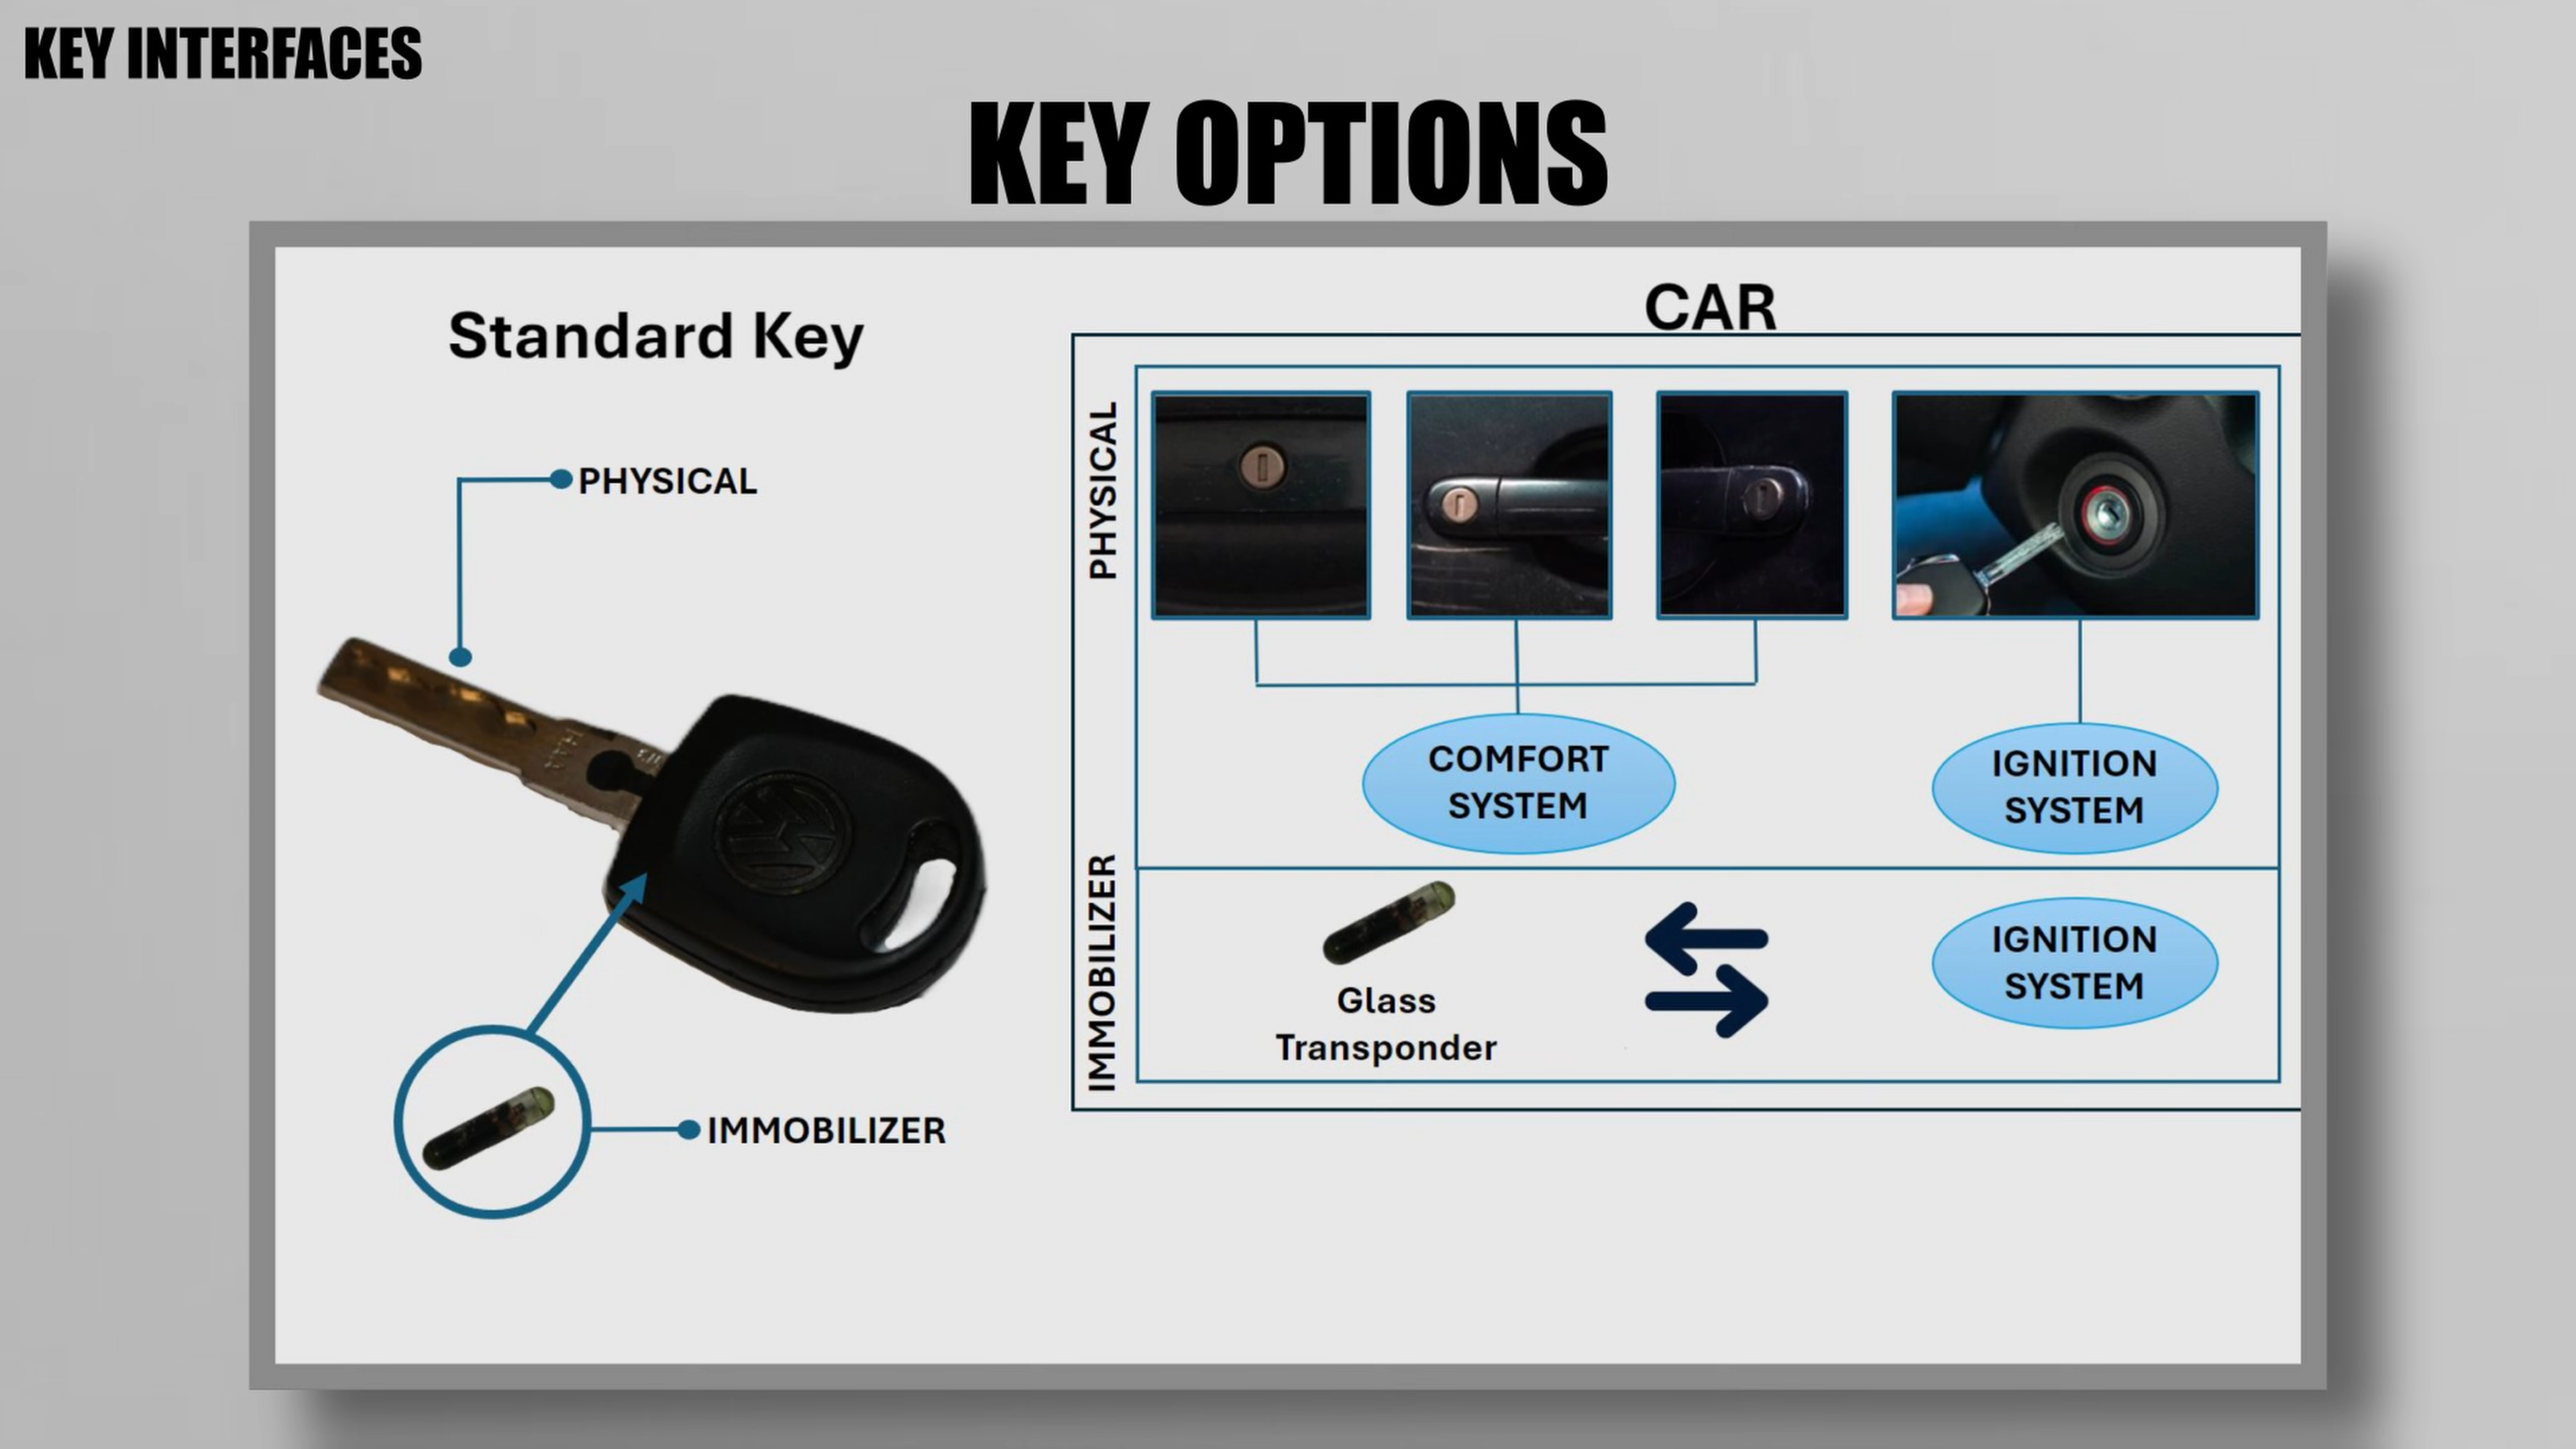 KEY INTERFACES
KEY OPTIONS
Standard Key
PHYSICAL
IMMOBILIZER
CAR
PHYSICAL
COMFORT
SYSTEM
IGNITION
SYSTEM
IMMOBILIZER
Glass
Transponder
IGNITION
SYSTEM